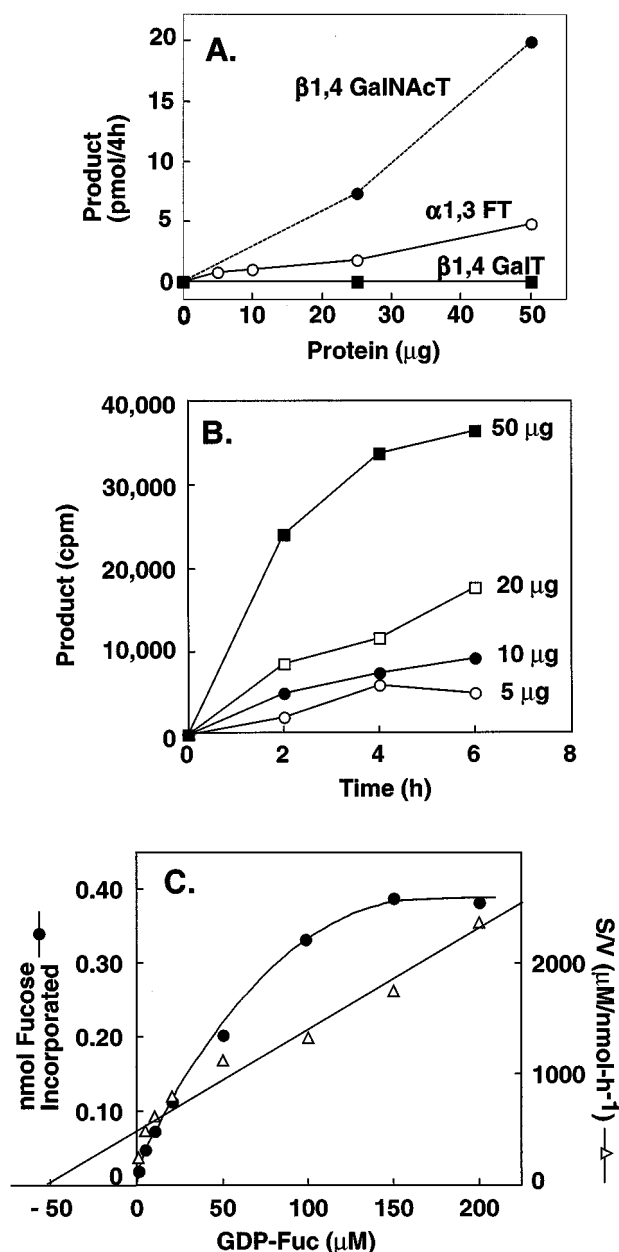 A.
20
15
10
5
0
Product
(pmol/4h)
β1,4 GalNAcT
α1,3 FT
β1,4 GalT
0 10 20 30 40 50
Protein (μg)
B.
40,000
30,000
20,000
10,000
0
Product (cpm)
50 μg
20 μg
10 μg
5 μg
0 2 4 6 8
Time (h)
C.
0.40
0.30
0.20
0.10
0
nmol Fucose
Incorporated
2000
1000
0
S/V (μM/nmol-h-1)
- 50 0 50 100 150 200
GDP-Fuc (μM)